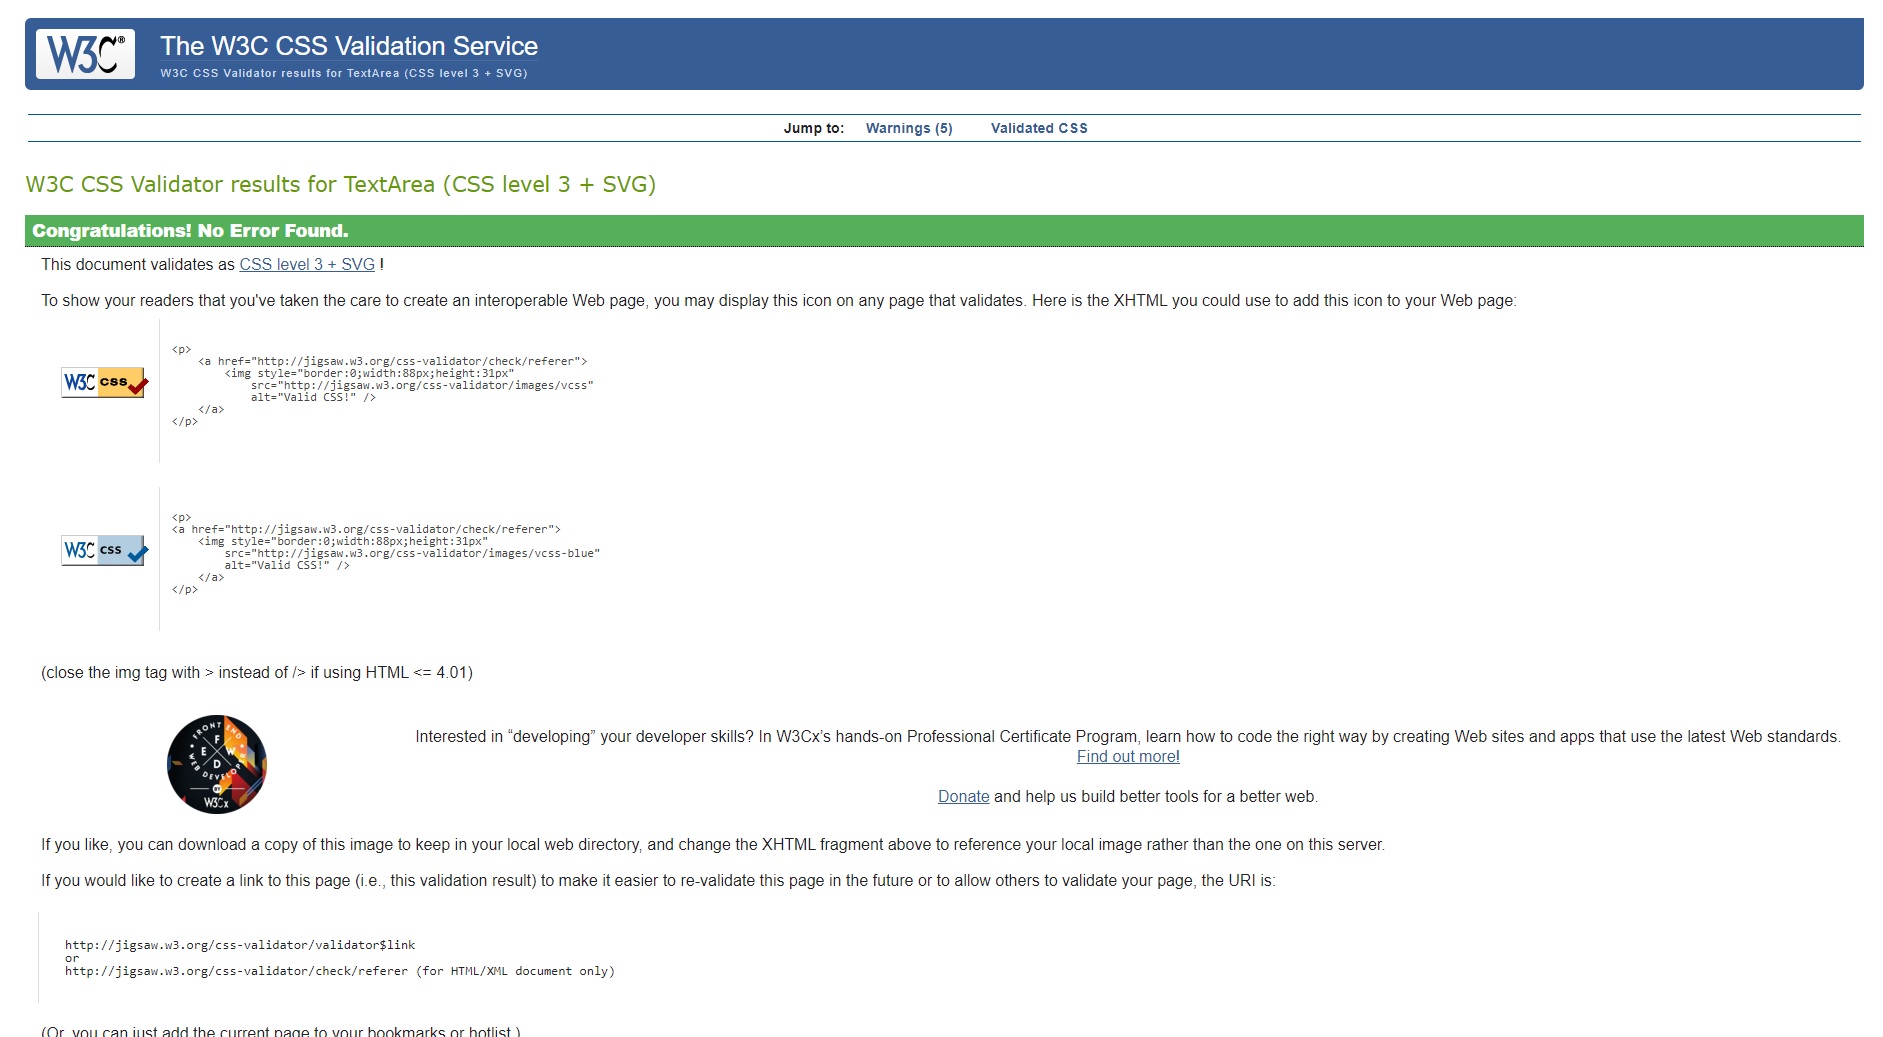 W3C®
The W3C CSS Validation Service
W3C CSS Validator results for TextArea (CSS level 3 + SVG)
Jump to: Warnings (5) Validated CSS
W3C CSS Validator results for TextArea (CSS level 3 + SVG)
Congratulations! No Error Found.
This document validates as CSS level 3 + SVG !
To show your readers that you've taken the care to create an interoperable Web page, you may display this icon on any page that validates. Here is the XHTML you could use to add this icon to your Web page:
W3C css
<p>
<a href="http://jigsaw.w3.org/css-validator/check/referer">
<img style="border:0;width:88px;height:31px"
src="http://jigsaw.w3.org/css-validator/images/vcss"
alt="Valid CSS!" />
</a>
</p>
W3C css
<p>
<a href="http://jigsaw.w3.org/css-validator/check/referer">
<img style="border:0;width:88px;height:31px"
src="http://jigsaw.w3.org/css-validator/images/vcss-blue"
alt="Valid CSS!" />
</a>
</p>
(close the img tag with > instead of /> if using HTML <= 4.01)
FRONT END
F
E W
D
WEB DEVELOPER
BY
W3Cx
Interested in “developing” your developer skills? In W3Cx’s hands-on Professional Certificate Program, learn how to code the right way by creating Web sites and apps that use the latest Web standards.
Find out more!
Donate and help us build better tools for a better web.
If you like, you can download a copy of this image to keep in your local web directory, and change the XHTML fragment above to reference your local image rather than the one on this server.
If you would like to create a link to this page (i.e., this validation result) to make it easier to re-validate this page in the future or to allow others to validate your page, the URI is:
http://jigsaw.w3.org/css-validator/validator$link
or
http://jigsaw.w3.org/css-validator/check/referer (for HTML/XML document only)
(Or, you can just add the current page to your bookmarks or hotlist.)